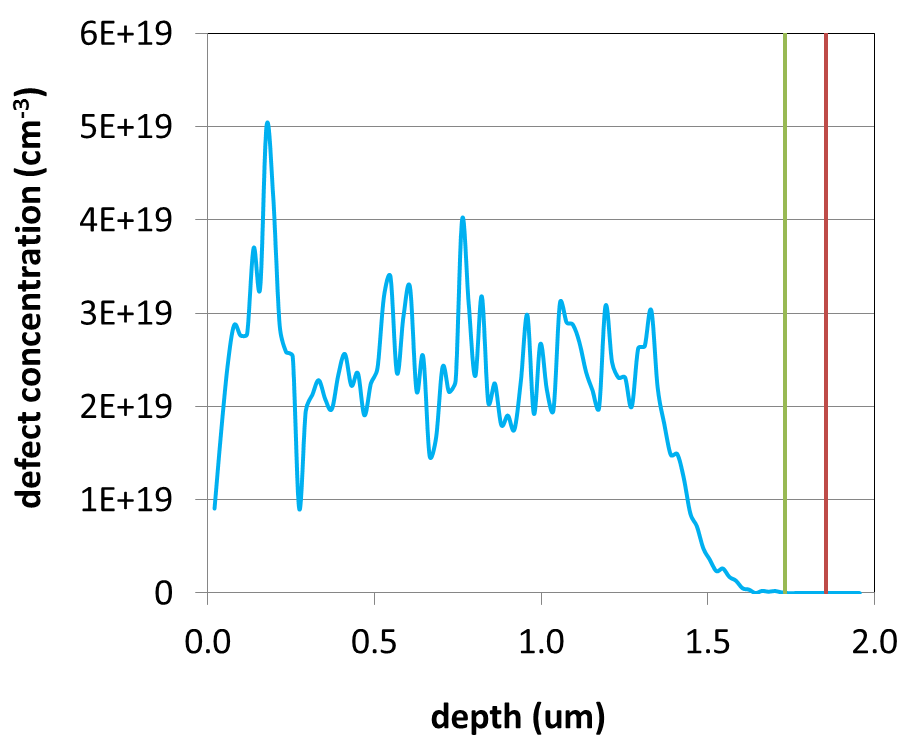 6E+19
5E+19
4E+19
3E+19
2E+19
1E+19
0
defect concentration (cm-3)
0.0 0.5 1.0 1.5 2.0
depth (um)